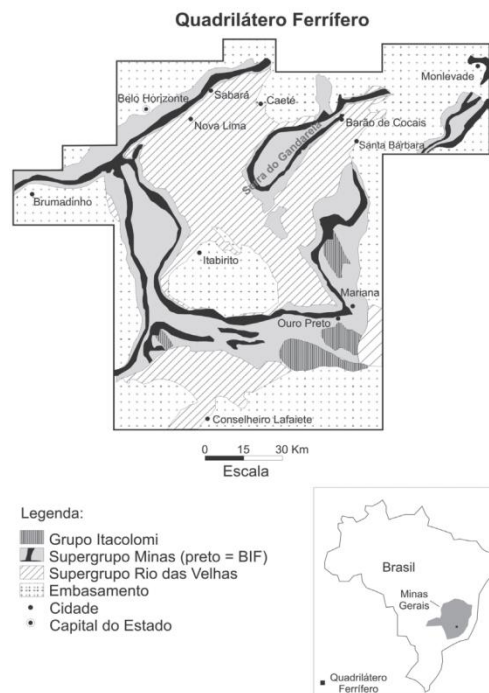 Quadrilátero Ferrífero
Monlevade
Belo Horizonte
Sabará
Caeté
Nova Lima
Barão de Cocais
Serra do Gandarela
Santa Bárbara
Brumadinho
Itabirito
Mariana
Ouro Preto
Conselheiro Lafaiete
0 15 30 Km
Escala
Legenda:
Grupo Itacolomi
Supergrupo Minas (preto = BIF)
Supergrupo Rio das Velhas
Embasamento
Cidade
Capital do Estado
Brasil
Minas
Gerais
Quadrilátero
Ferrífero